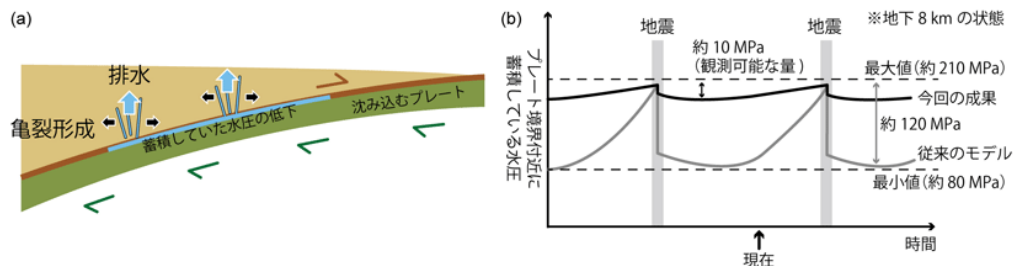 (a)
排水
亀裂形成
蓄積していた水圧の低下
沈み込むプレート
(b)
※地下 8 km の状態
地震
地震
約 10 MPa
(観測可能な量)
最大値(約 210 MPa)
今回の成果
約 120 MPa
従来のモデル
最小値(約 80 MPa)
プレート境界付近に
蓄積している水圧
時間
現在